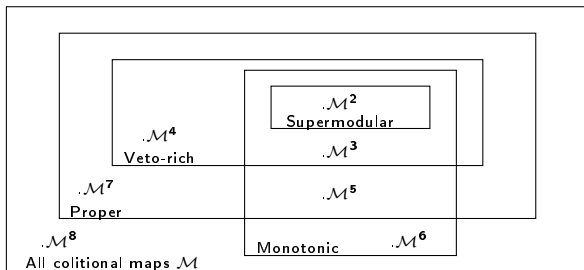 .ℳ²
Supermodular
.ℳ⁴
Veto-rich
.ℳ³
.ℳ⁷
.ℳ⁵
Proper
.ℳ⁸
Monotonic
.ℳ⁶
All colitional maps ℳ